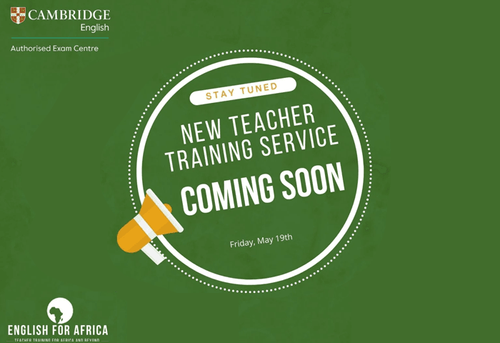 CAMBRIDGE
English
Authorised Exam Centre
STAY TUNED
NEW TEACHER
TRAINING SERVICE
COMING SOON
Friday, May 19th
ENGLISH FOR AFRICA
TEACHER TRAINING FOR AFRICA AND BEYOND